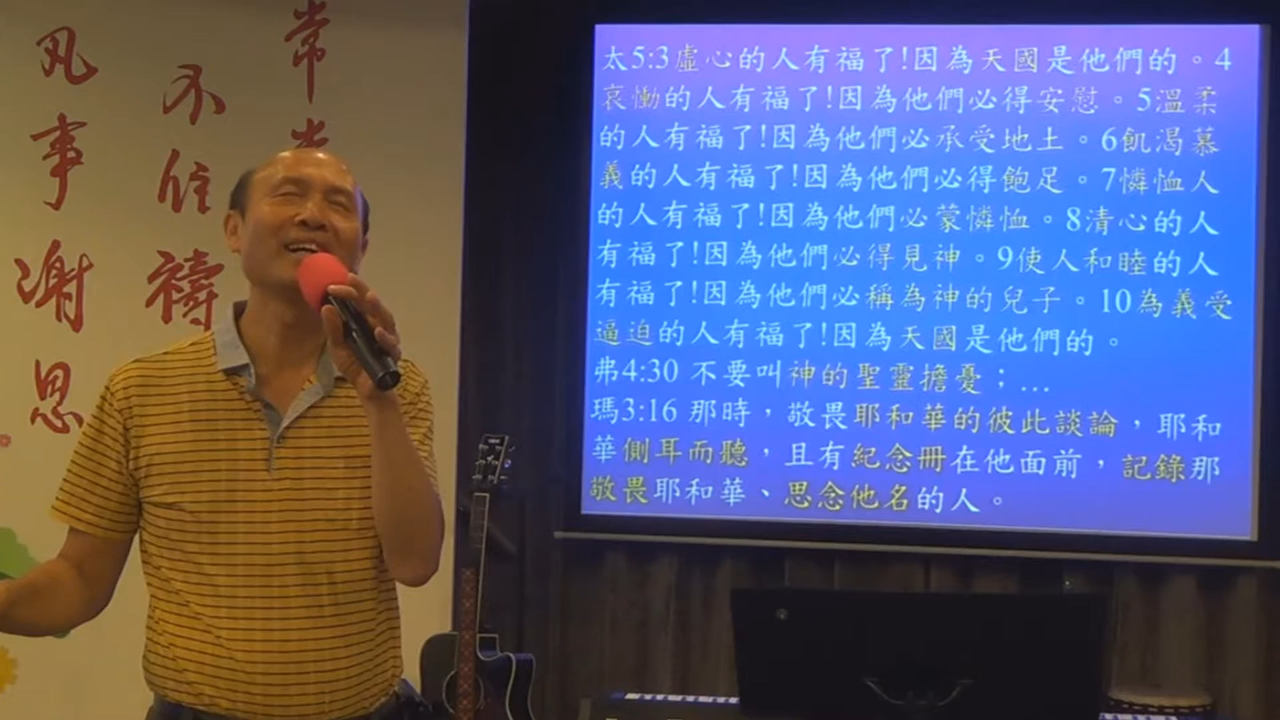 常常
不住禱
凡事謝恩
太5:3虛心的人有福了!因為天國是他們的。4
哀慟的人有福了!因為他們必得安慰。5溫柔
的人有福了!因為他們必承受地土。6飢渴慕
義的人有福了!因為他們必得飽足。7憐恤人
的人有福了!因為他們必蒙憐恤。8清心的人
有福了!因為他們必得見神。9使人和睦的人
有福了!因為他們必稱為神的兒子。10為義受
逼迫的人有福了!因為天國是他們的。
弗4:30 不要叫神的聖靈擔憂；…
瑪3:16 那時，敬畏耶和華的彼此談論，耶和
華側耳而聽，且有紀念冊在他面前，記錄那
敬畏耶和華、思念他名的人。